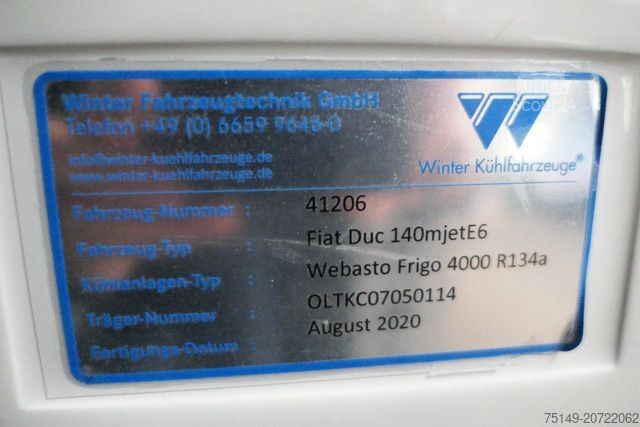 Winter Fahrzeugtechnik GmbH
Telefon +49 (0) 6659 9646-0
info@winter-kuehlfahrzeuge.de
www.winter-kuehlfahrzeuge.de
Winter Kühlfahrzeuge®
Fahrzeug-Nummer : 41206
Fahrzeug-Typ : Fiat Duc 140mjetE6
Kühlanlagen-Typ : Webasto Frigo 4000 R134a
Träger-Nummer : OLTKC07050114
Fertigungs-Datum : August 2020
75149-20722062